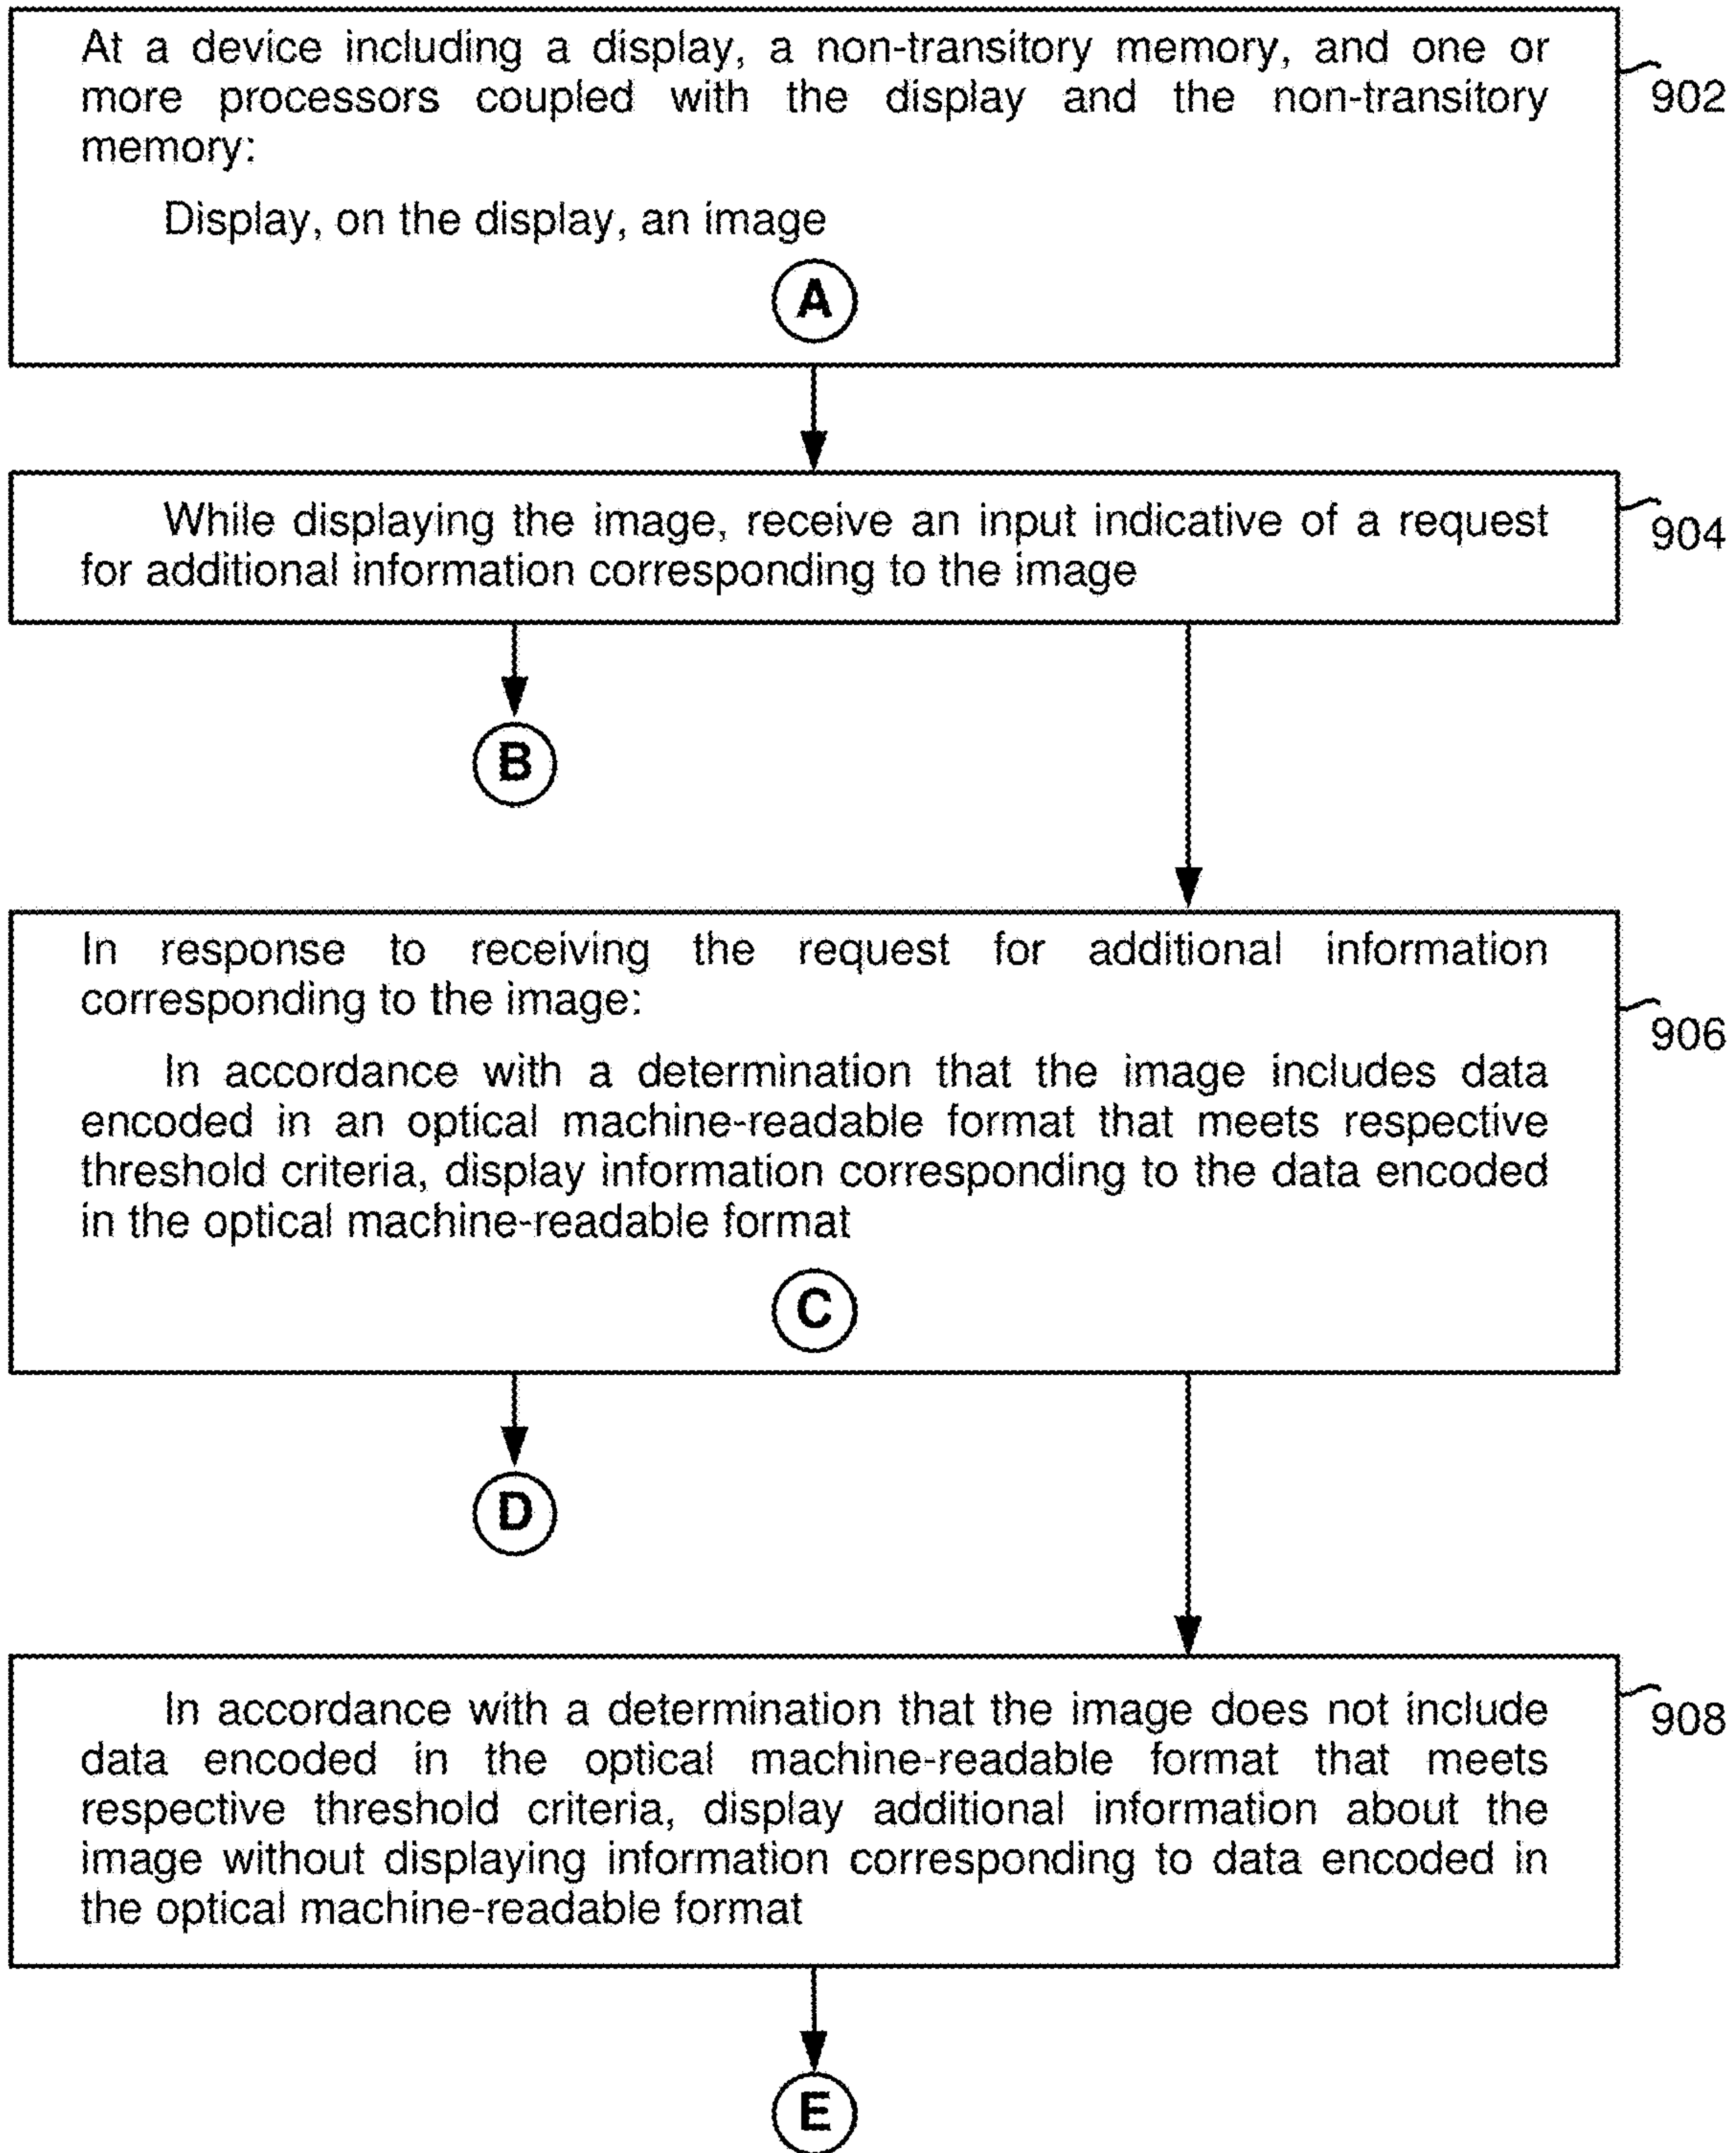 At a device including a display, a non-transitory memory, and one or
more processors coupled with the display and the non-transitory
memory:
Display, on the display, an image
A
902
While displaying the image, receive an input indicative of a request
for additional information corresponding to the image
904
B
In response to receiving the request for additional information
corresponding to the image:
In accordance with a determination that the image includes data
encoded in an optical machine-readable format that meets respective
threshold criteria, display information corresponding to the data encoded
in the optical machine-readable format
C
906
D
In accordance with a determination that the image does not include
data encoded in the optical machine-readable format that meets
respective threshold criteria, display additional information about the
image without displaying information corresponding to data encoded in
the optical machine-readable format
908
E